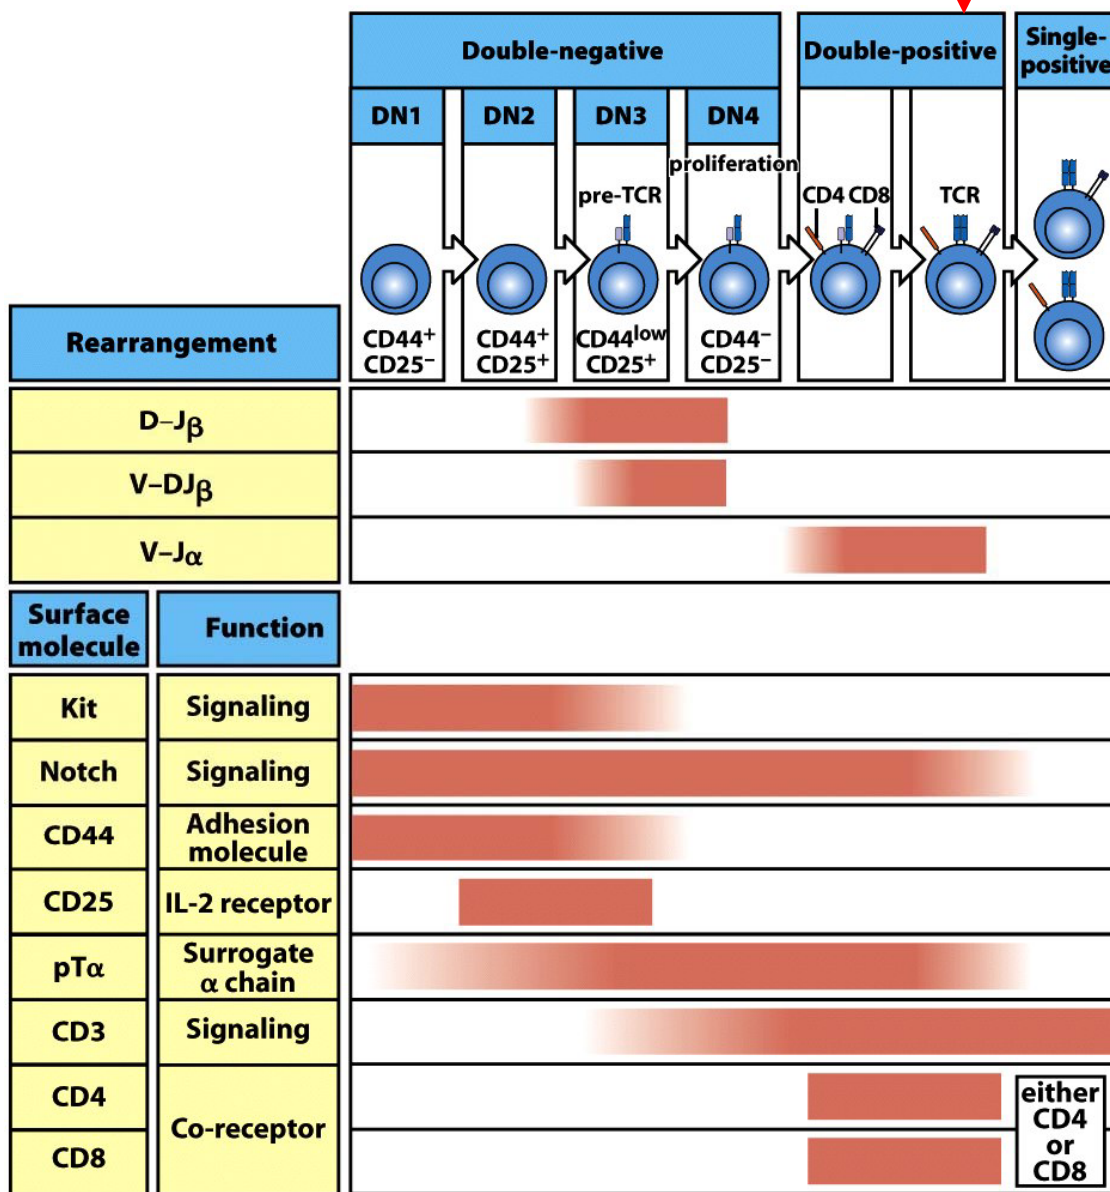 Double-negative
Double-positive
Single-
positive
DN1
DN2
DN3
DN4
proliferation
pre-TCR
CD4 CD8
TCR
CD44+
CD25−
CD44+
CD25+
CD44low
CD25+
CD44−
CD25−
Rearrangement
D–Jβ
V–DJβ
V–Jα
Surface
molecule
Function
Kit
Signaling
Notch
Signaling
CD44
Adhesion
molecule
CD25
IL-2 receptor
pTα
Surrogate
α chain
CD3
Signaling
CD4
CD8
Co-receptor
either
CD4
or
CD8